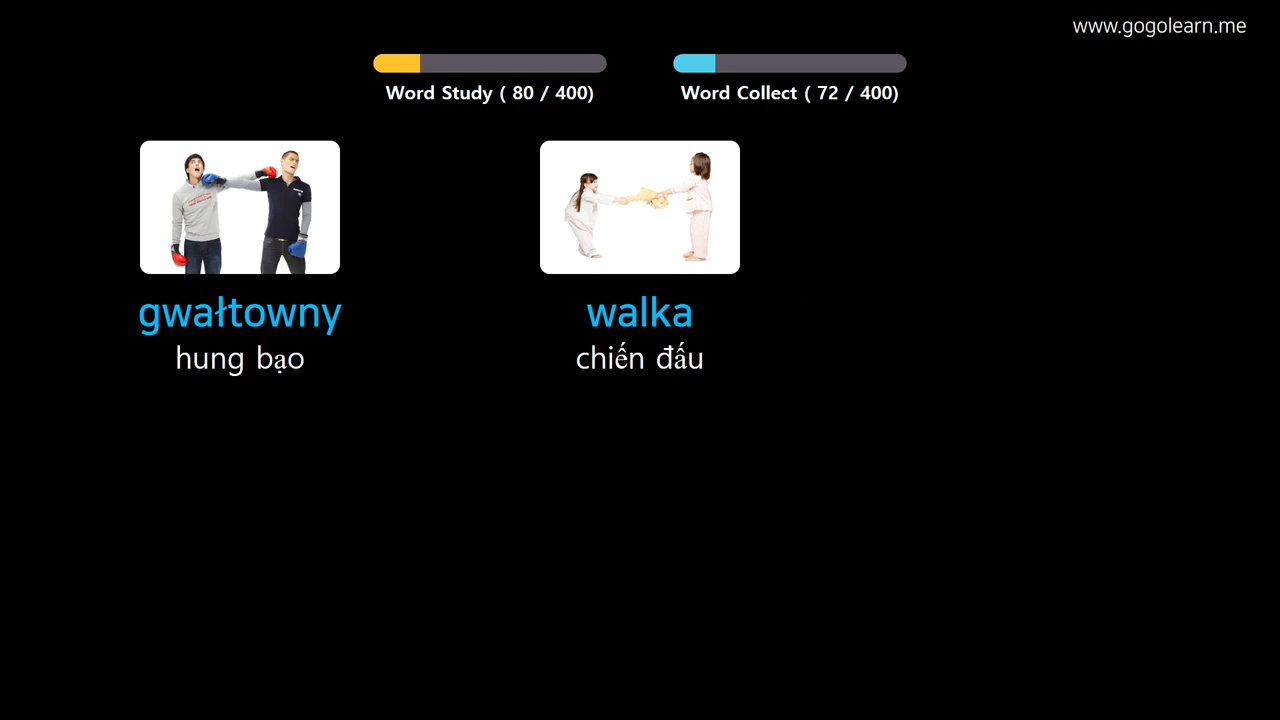 www.gogolearn.me
Word Study ( 80 / 400)
Word Collect ( 72 / 400)
gwałtowny
hung bạo
walka
chiến đấu